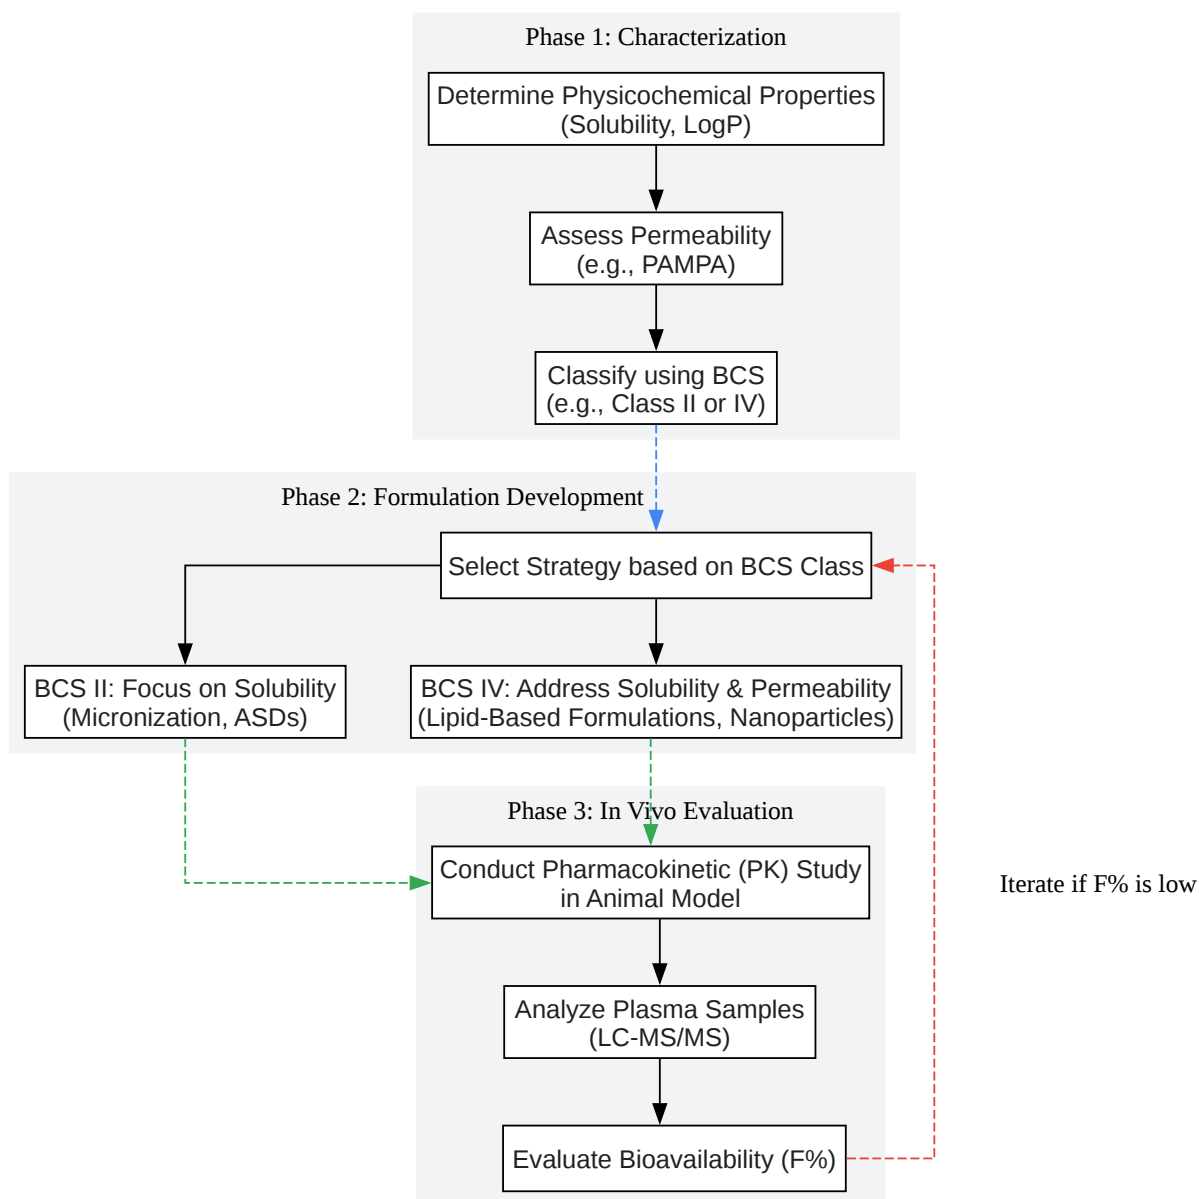 Phase 1: Characterization
Determine Physicochemical Properties
(Solubility, LogP)
Assess Permeability
(e.g., PAMPA)
Classify using BCS
(e.g., Class II or IV)
Phase 2: Formulation Development
Select Strategy based on BCS Class
BCS II: Focus on Solubility
(Micronization, ASDs)
BCS IV: Address Solubility & Permeability
(Lipid-Based Formulations, Nanoparticles)
Phase 3: In Vivo Evaluation
Conduct Pharmacokinetic (PK) Study
in Animal Model
Iterate if F% is low
Analyze Plasma Samples
(LC-MS/MS)
Evaluate Bioavailability (F%)